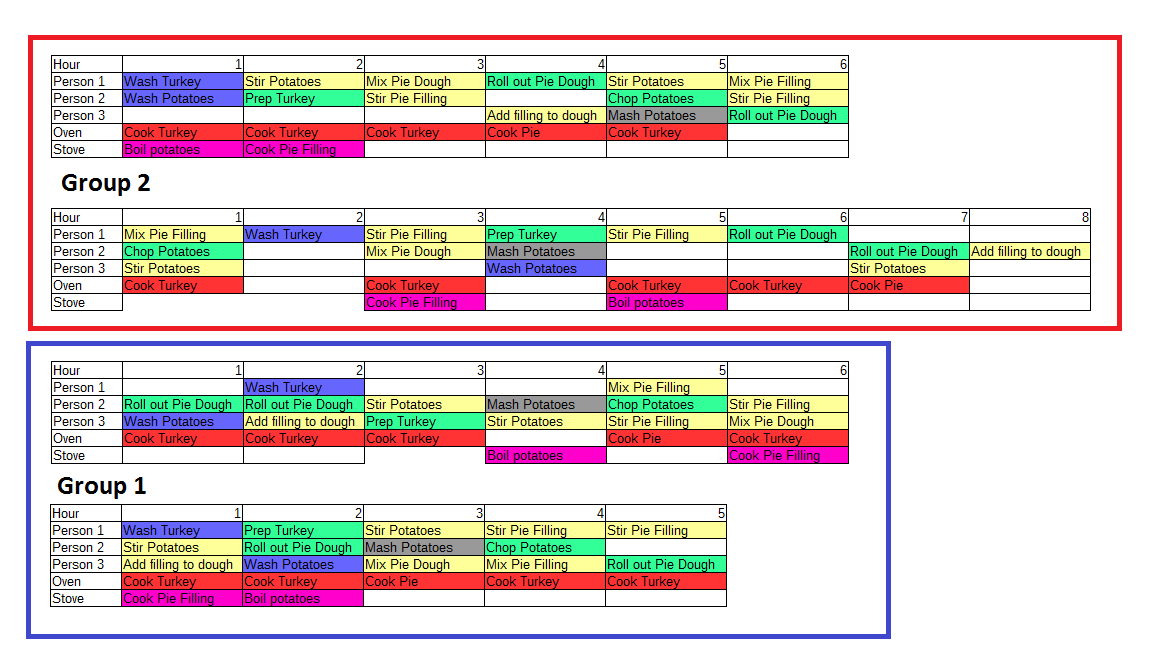 Hour 1 2 3 4 5 6
Person 1 Wash Turkey Stir Potatoes Mix Pie Dough Roll out Pie Dough Stir Potatoes Mix Pie Filling
Person 2 Wash Potatoes Prep Turkey Stir Pie Filling Chop Potatoes Stir Pie Filling
Person 3 Add filling to dough Mash Potatoes Roll out Pie Dough
Oven Cook Turkey Cook Turkey Cook Turkey Cook Pie Cook Turkey
Stove Boil potatoes Cook Pie Filling
Group 2
Hour 1 2 3 4 5 6 7 8
Person 1 Mix Pie Filling Wash Turkey Stir Pie Filling Prep Turkey Stir Pie Filling Roll out Pie Dough
Person 2 Chop Potatoes Mix Pie Dough Mash Potatoes Roll out Pie Dough Add filling to dough
Person 3 Stir Potatoes Wash Potatoes Stir Potatoes
Oven Cook Turkey Cook Turkey Cook Turkey Cook Turkey Cook Pie
Stove Cook Pie Filling Boil potatoes
Hour 1 2 3 4 5 6
Person 1 Wash Turkey Mix Pie Filling
Person 2 Roll out Pie Dough Roll out Pie Dough Stir Potatoes Mash Potatoes Chop Potatoes Stir Pie Filling
Person 3 Wash Potatoes Add filling to dough Prep Turkey Stir Potatoes Stir Pie Filling Mix Pie Dough
Oven Cook Turkey Cook Turkey Cook Turkey Cook Pie Cook Turkey
Stove Boil potatoes Cook Pie Filling
Group 1
Hour 1 2 3 4 5
Person 1 Wash Turkey Prep Turkey Stir Potatoes Stir Pie Filling Stir Pie Filling
Person 2 Stir Potatoes Roll out Pie Dough Mash Potatoes Chop Potatoes
Person 3 Add filling to dough Wash Potatoes Mix Pie Dough Mix Pie Filling Roll out Pie Dough
Oven Cook Turkey Cook Turkey Cook Pie Cook Turkey Cook Turkey
Stove Cook Pie Filling Boil potatoes